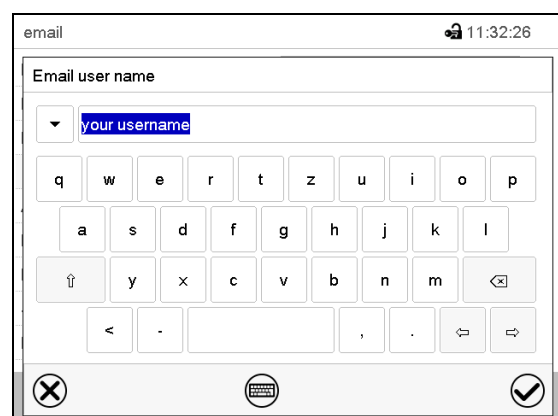 email 11:32:26
Email user name
your username
q w e r t z u i o p
a s d f g h j k l
⇧ y x c v b n m ⌫
< - , . ⇦ ⇨